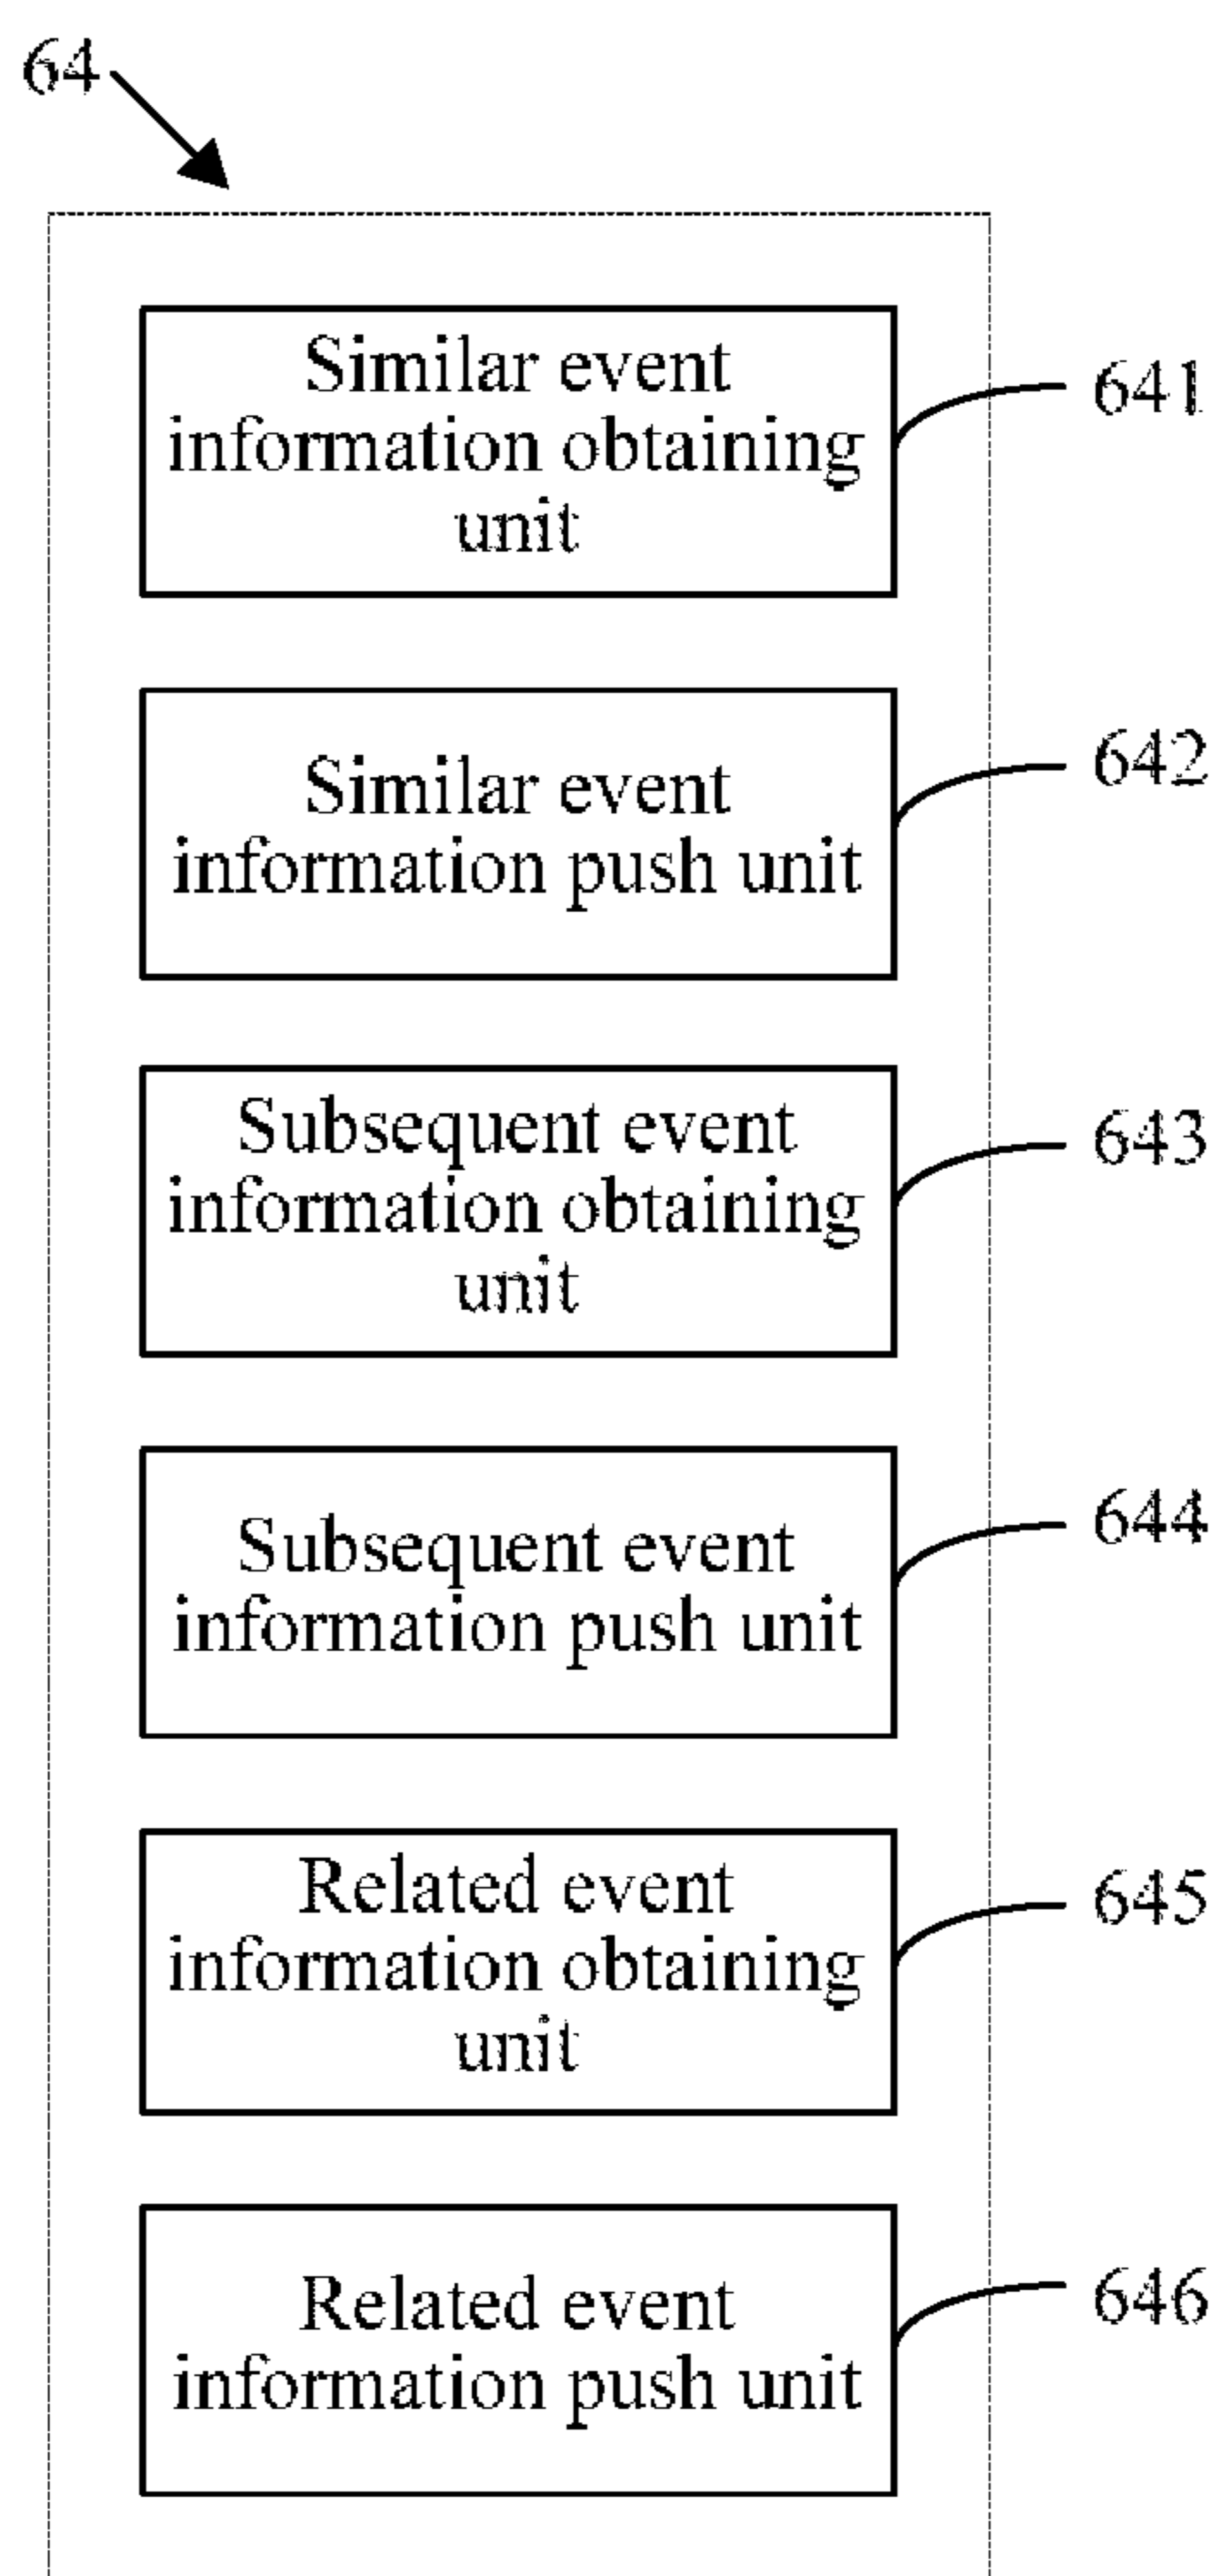 64
Similar event
information obtaining
unit
641
Similar event
information push unit
642
Subsequent event
information obtaining
unit
643
Subsequent event
information push unit
644
Related event
information obtaining
unit
645
Related event
information push unit
646